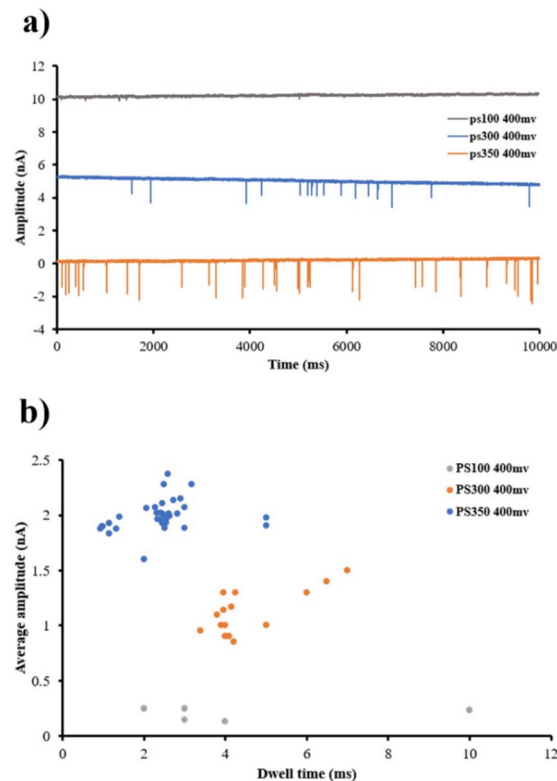 a)
12
10
8
6
4
2
0
-2
-4
Amplitude (nA)
ps100 400mv
ps300 400mv
ps350 400mv
0 2000 4000 6000 8000 10000
Time (ms)
b)
2.5
2
1.5
1
0.5
0
Average amplitude (nA)
PS100 400mv
PS300 400mv
PS350 400mv
0 2 4 6 8 10 12
Dwell time (ms)